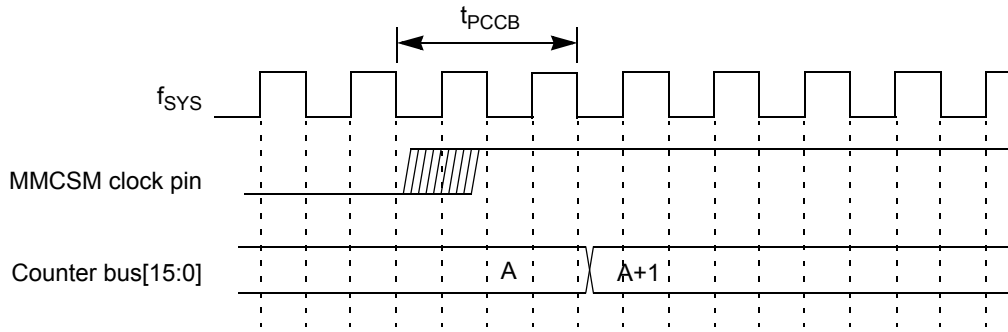 tPCCB
fSYS
MMCSM clock pin
Counter bus[15:0]
A
A+1